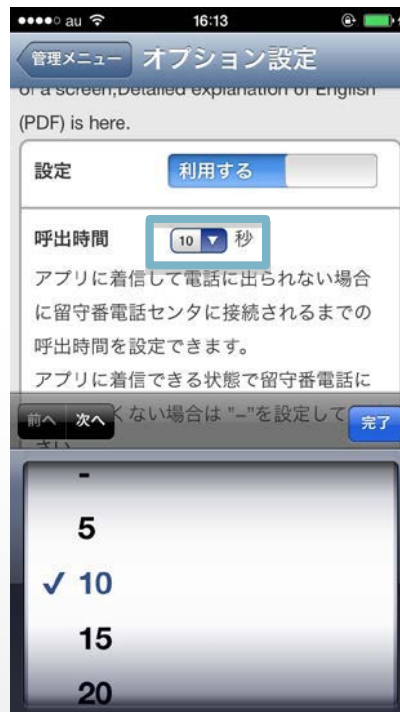 au 16:13
管理メニュー オプション設定
of a screen,Detailed explanation of English
(PDF) is here.
設定 利用する
呼出時間 10 秒
アプリに着信して電話に出られない場合
に留守番電話センタに接続されるまでの
呼出時間を設定できます。
アプリに着信できる状態で留守番電話に
前へ 次へ くない場合は "–"を設定して 完了
さい
-
5
✓ 10
15
20